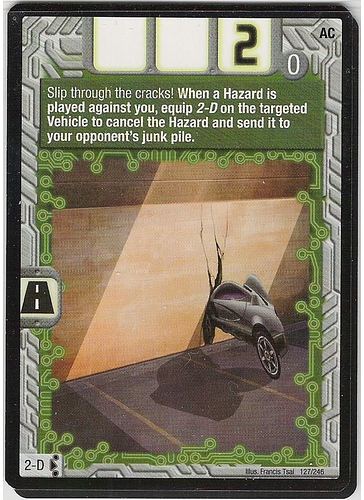 2
AC
0
Slip through the cracks! When a Hazard is
played against you, equip 2-D on the targeted
Vehicle to cancel the Hazard and send it to
your opponent's junk pile.
2-D
Illus. Francis Tsai 127/246